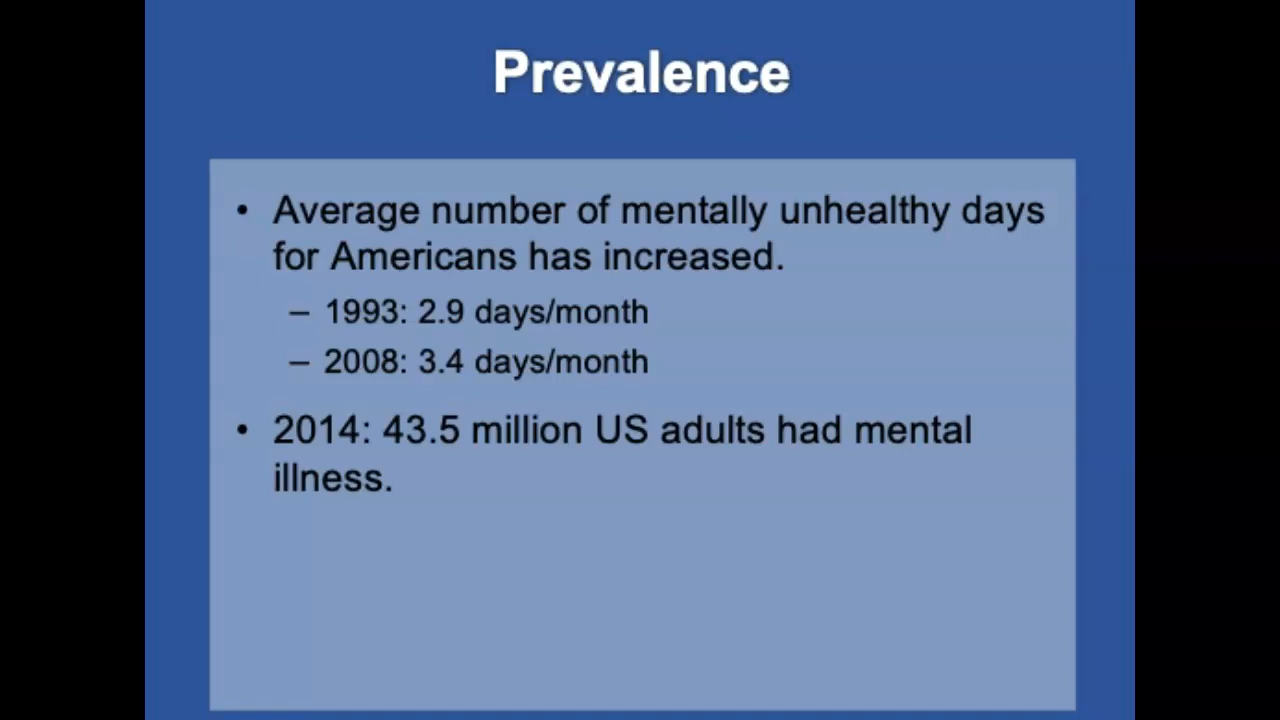 Prevalence
• Average number of mentally unhealthy days
for Americans has increased.
– 1993: 2.9 days/month
– 2008: 3.4 days/month
• 2014: 43.5 million US adults had mental
illness.